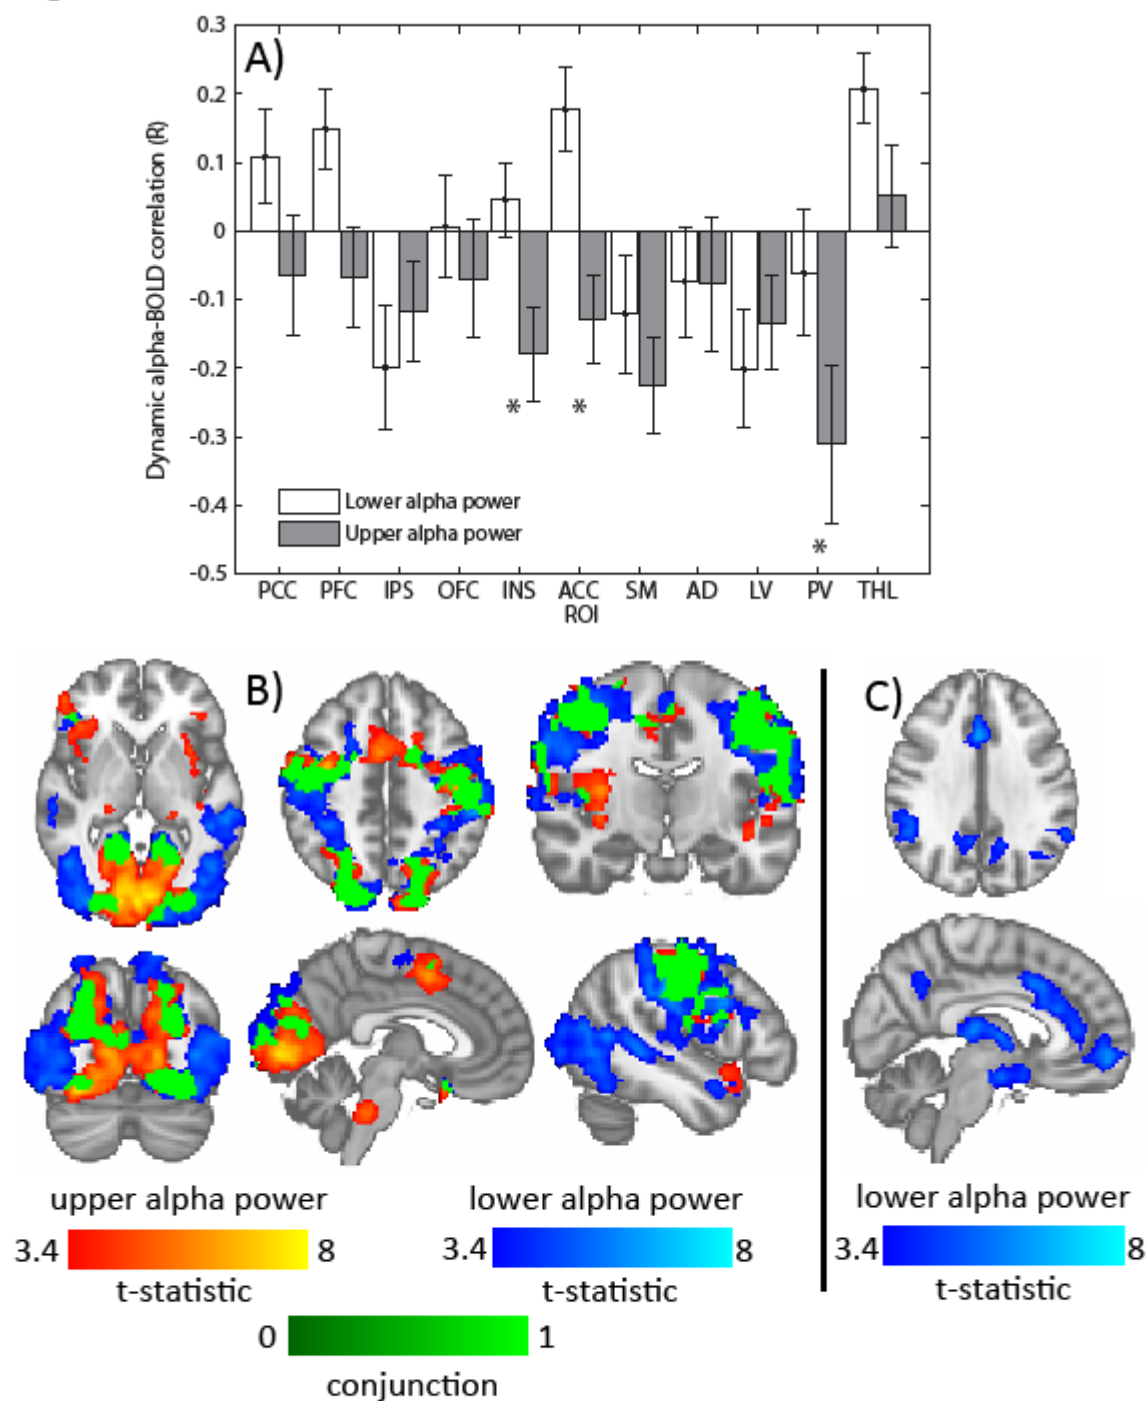 A)
0.3
0.2
0.1
0
-0.1
-0.2
-0.3
-0.4
-0.5
Dynamic alpha-BOLD correlation (R)
* *
*
Lower alpha power
Upper alpha power
PCC PFC IPS OFC INS ACC SM AD LV PV THL
ROI
B)
C)
upper alpha power
3.4 8
t-statistic
lower alpha power
3.4 8
t-statistic
lower alpha power
3.4 8
t-statistic
0 1
conjunction